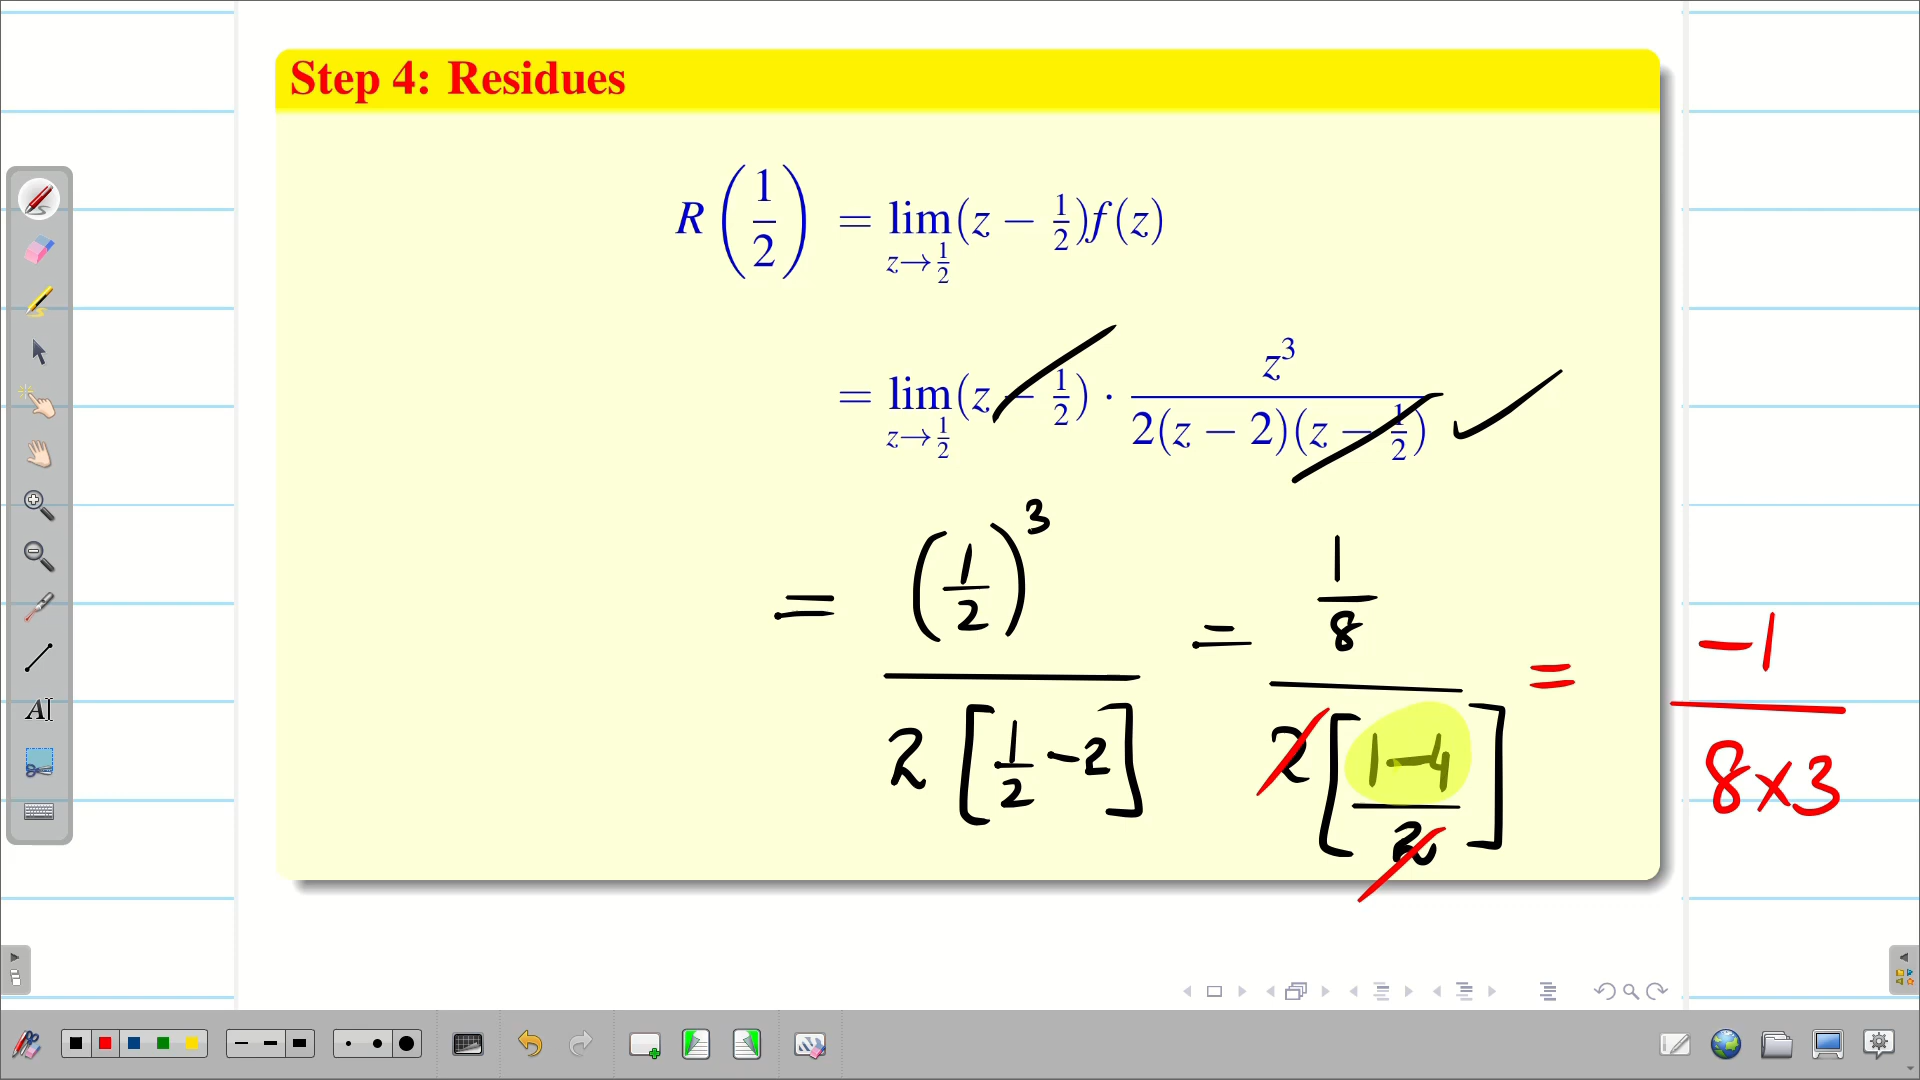 Step 4: Residues
R(1/2) = lim_{z→1/2} (z − 1/2) f(z)
= lim_{z→1/2} (z − 1/2) · z³ / 2(z − 2)(z − 1/2)
= (1/2)³ / 2[1/2 − 2] = 1/8 / 2[(1−4)/2] = −1 / 8×3
A